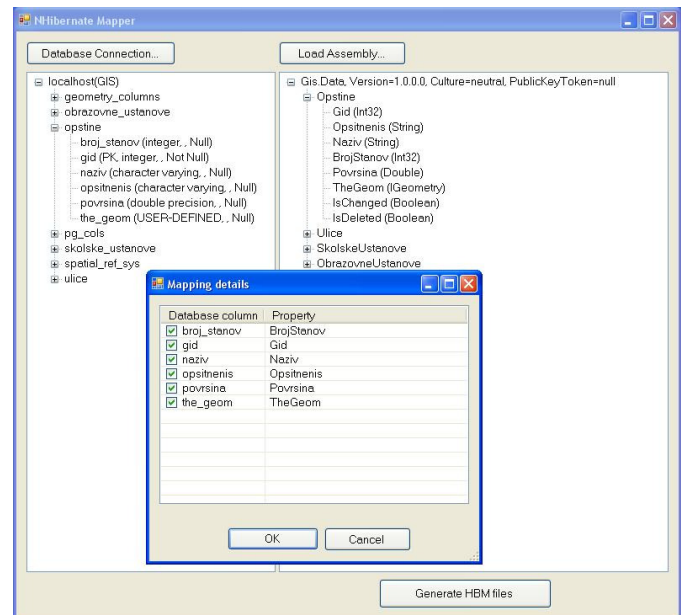 NHibernate Mapper
Database Connection...
Load Assembly...
localhost(GIS)
geometry_columns
obrazovne_ustanove
opstine
broj_stanov (integer, , Null)
gid (PK, integer, , Not Null)
naziv (character varying, , Null)
opsitnenis (character varying, , Null)
povrsina (double precision, , Null)
the_geom (USER-DEFINED, , Null)
pg_cols
skolske_ustanove
spatial_ref_sys
ulice
Gis.Data, Version=1.0.0.0, Culture=neutral, PublicKeyToken=null
Opstine
Gid (Int32)
Opsitnenis (String)
Naziv (String)
BrojStanov (Int32)
Povrsina (Double)
TheGeom (IGeometry)
IsChanged (Boolean)
IsDeleted (Boolean)
Ulice
SkolskeUstanove
ObrazovneUstanove
Mapping details
Database column Property
broj_stanov BrojStanov
gid Gid
naziv Naziv
opsitnenis Opsitnenis
povrsina Povrsina
the_geom TheGeom
OK Cancel
Generate HBM files